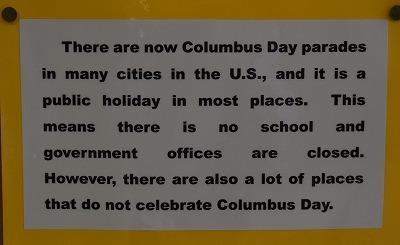 There are now Columbus Day parades
in many cities in the U.S., and it is a
public holiday in most places. This
means there is no school and
government offices are closed.
However, there are also a lot of places
that do not celebrate Columbus Day.